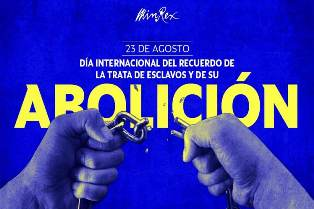 MinRex
23 DE AGOSTO
DÍA INTERNACIONAL DEL RECUERDO DE
LA TRATA DE ESCLAVOS Y DE SU
ABOLICIÓN